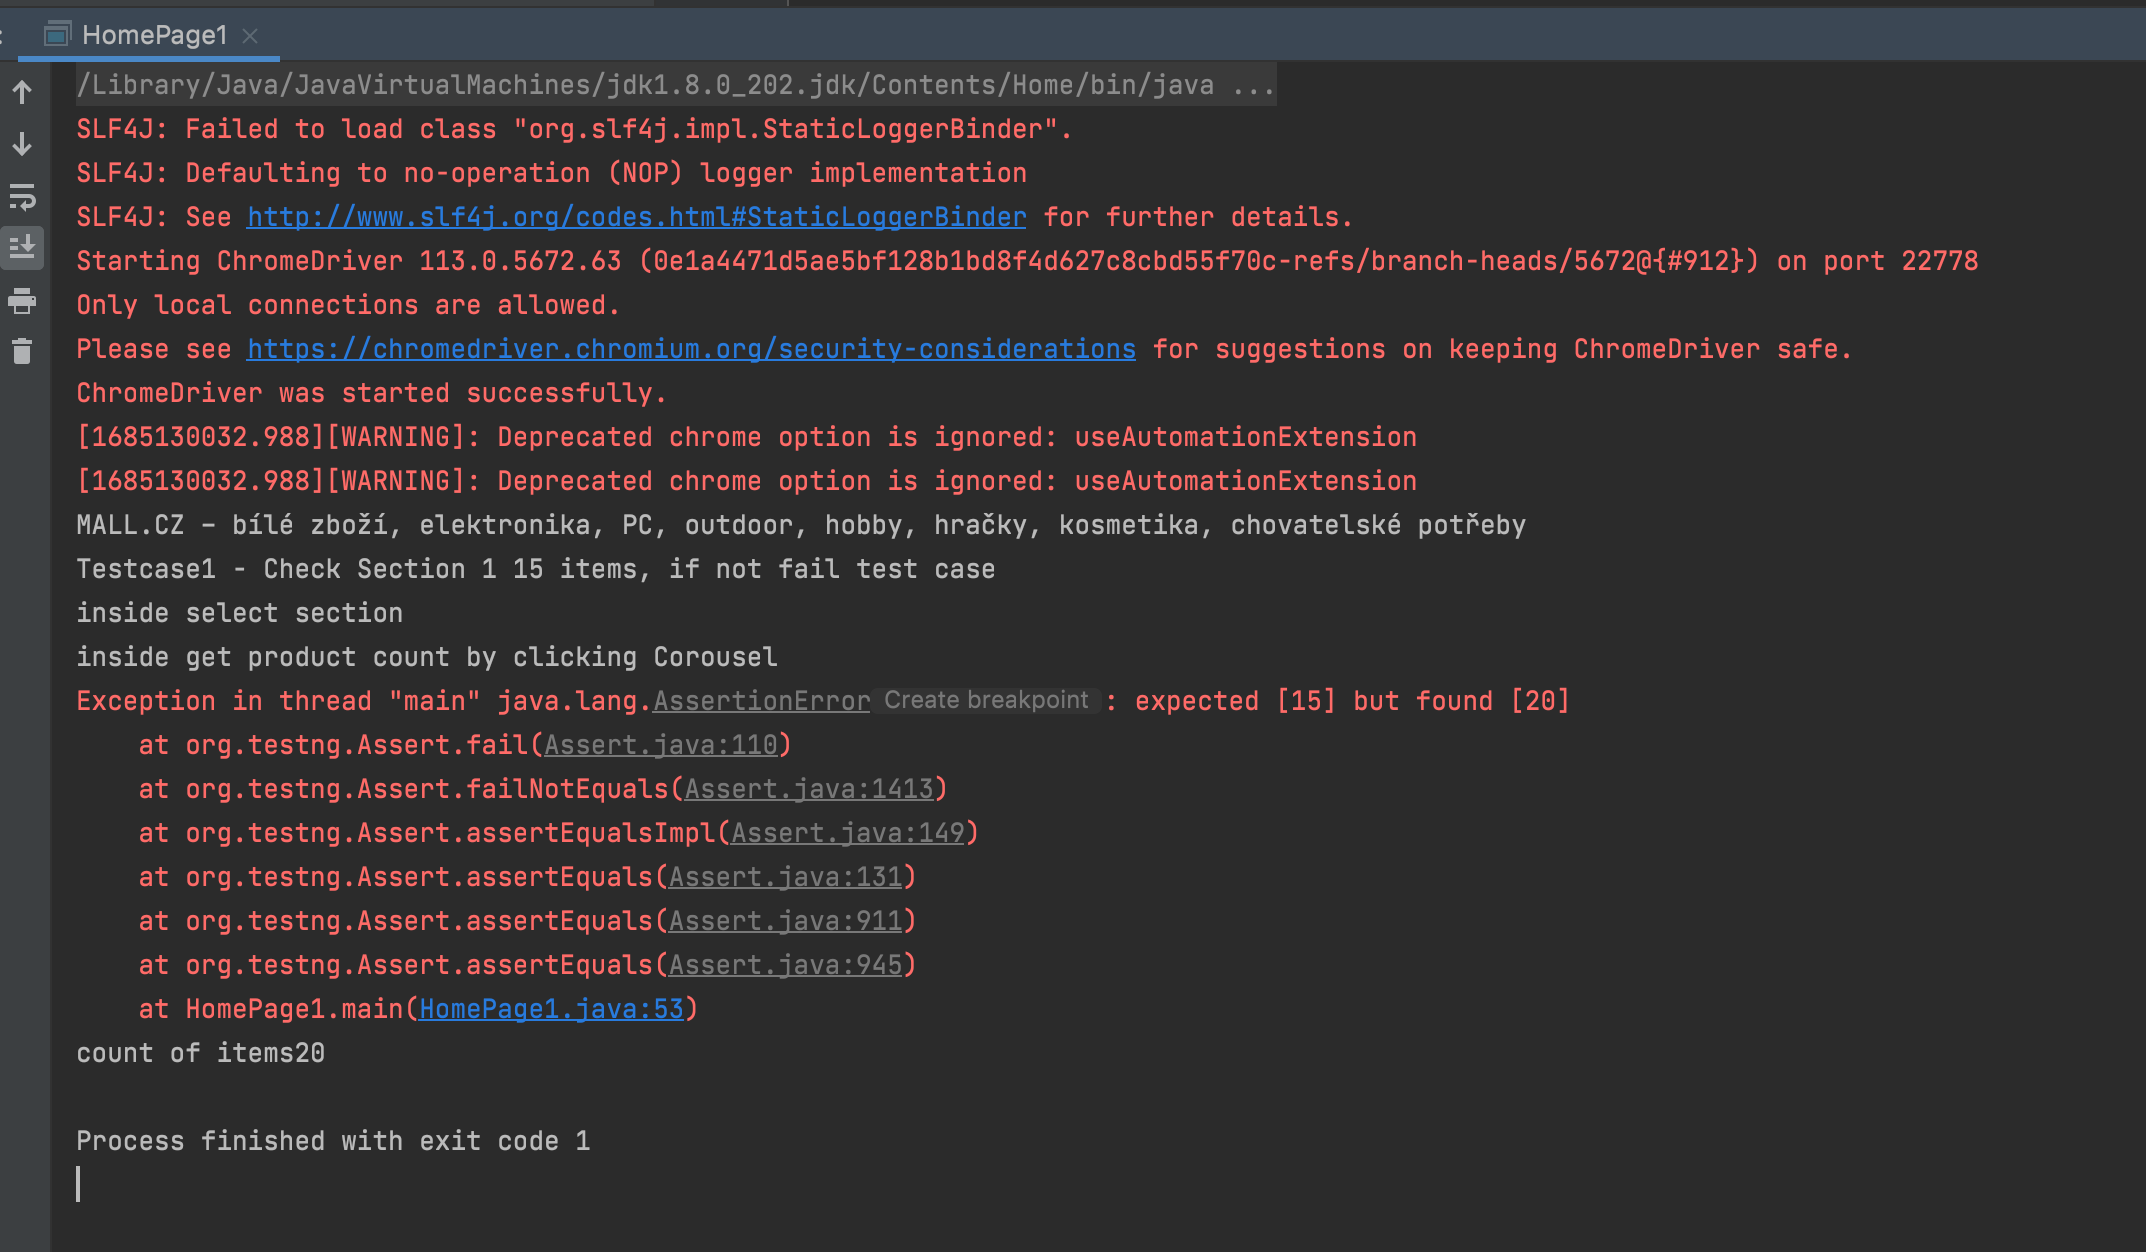 HomePage1
/Library/Java/JavaVirtualMachines/jdk1.8.0_202.jdk/Contents/Home/bin/java ...
SLF4J: Failed to load class "org.slf4j.impl.StaticLoggerBinder".
SLF4J: Defaulting to no-operation (NOP) logger implementation
SLF4J: See http://www.slf4j.org/codes.html#StaticLoggerBinder for further details.
Starting ChromeDriver 113.0.5672.63 (0e1a4471d5ae5bf128b1bd8f4d627c8cbd55f70c-refs/branch-heads/5672@{#912}) on port 22778
Only local connections are allowed.
Please see https://chromedriver.chromium.org/security-considerations for suggestions on keeping ChromeDriver safe.
ChromeDriver was started successfully.
[1685130032.988][WARNING]: Deprecated chrome option is ignored: useAutomationExtension
[1685130032.988][WARNING]: Deprecated chrome option is ignored: useAutomationExtension
MALL.CZ – bílé zboží, elektronika, PC, outdoor, hobby, hračky, kosmetika, chovatelské potřeby
Testcase1 - Check Section 1 15 items, if not fail test case
inside select section
inside get product count by clicking Corousel
Exception in thread "main" java.lang.AssertionError Create breakpoint : expected [15] but found [20]
    at org.testng.Assert.fail(Assert.java:110)
    at org.testng.Assert.failNotEquals(Assert.java:1413)
    at org.testng.Assert.assertEqualsImpl(Assert.java:149)
    at org.testng.Assert.assertEquals(Assert.java:131)
    at org.testng.Assert.assertEquals(Assert.java:911)
    at org.testng.Assert.assertEquals(Assert.java:945)
    at HomePage1.main(HomePage1.java:53)
count of items20
Process finished with exit code 1